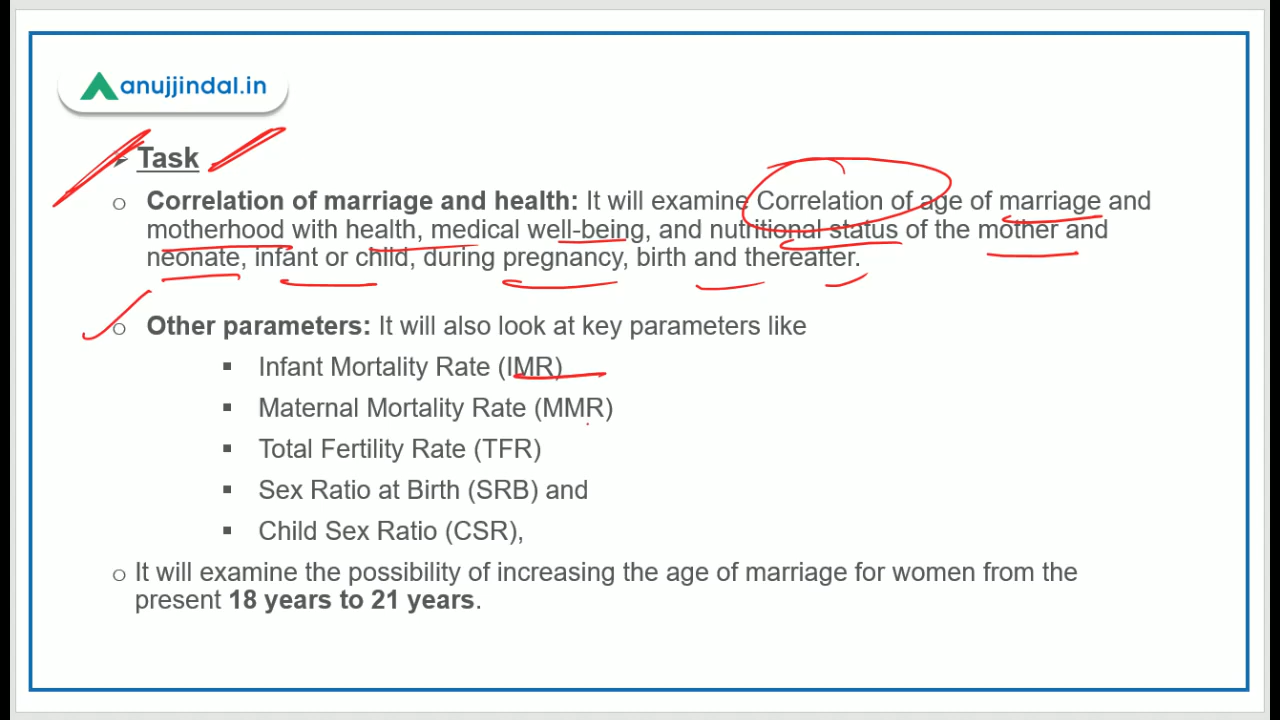 anujjindal.in
➤ Task
o Correlation of marriage and health: It will examine Correlation of age of marriage and
motherhood with health, medical well-being, and nutritional status of the mother and
neonate, infant or child, during pregnancy, birth and thereafter.
o Other parameters: It will also look at key parameters like
▪ Infant Mortality Rate (IMR)
▪ Maternal Mortality Rate (MMR)
▪ Total Fertility Rate (TFR)
▪ Sex Ratio at Birth (SRB) and
▪ Child Sex Ratio (CSR),
o It will examine the possibility of increasing the age of marriage for women from the
present 18 years to 21 years.